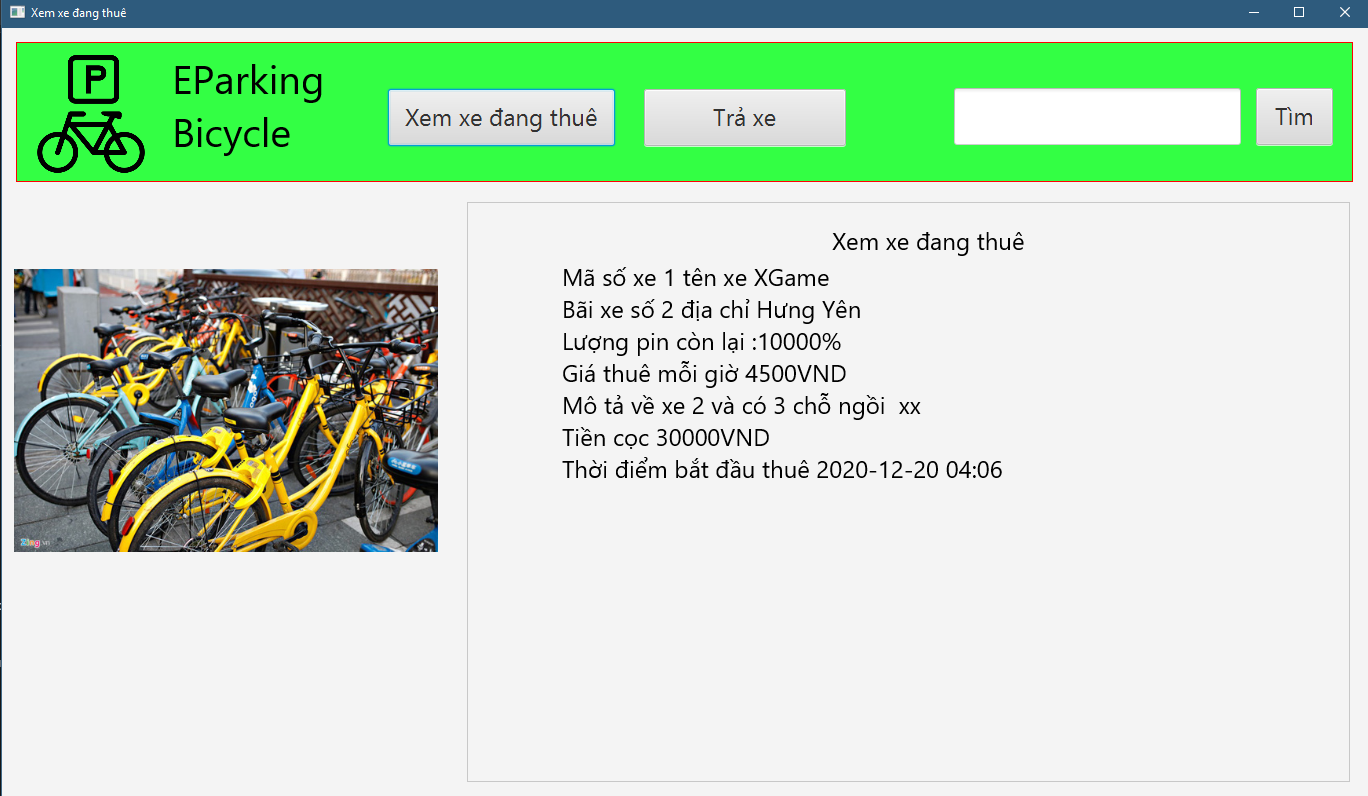 Xem xe đang thuê
P
EParking
Bicycle
Xem xe đang thuê
Trả xe
Tìm
Xem xe đang thuê
Mã số xe 1 tên xe XGame
Bãi xe số 2 địa chỉ Hưng Yên
Lượng pin còn lại :10000%
Giá thuê mỗi giờ 4500VND
Mô tả về xe 2 và có 3 chỗ ngồi  xx
Tiền cọc 30000VND
Thời điểm bắt đầu thuê 2020-12-20 04:06
Zing.vn